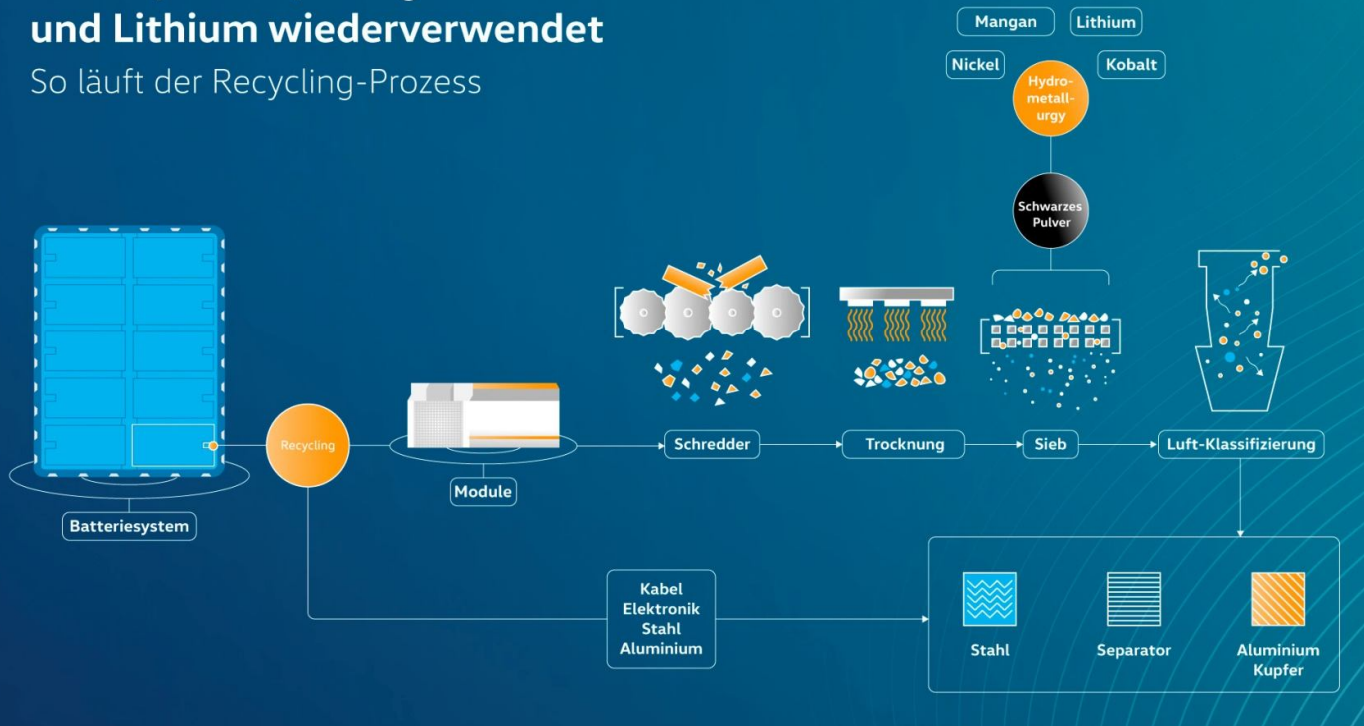 und Lithium wiederverwendet
So läuft der Recycling-Prozess
Mangan
Lithium
Nickel
Kobalt
Hydro-
metall-
urgy
Schwarzes
Pulver
Recycling
Schredder
Trocknung
Sieb
Luft-Klassifizierung
Module
Batteriesystem
Kabel
Elektronik
Stahl
Aluminium
Stahl
Separator
Aluminium
Kupfer